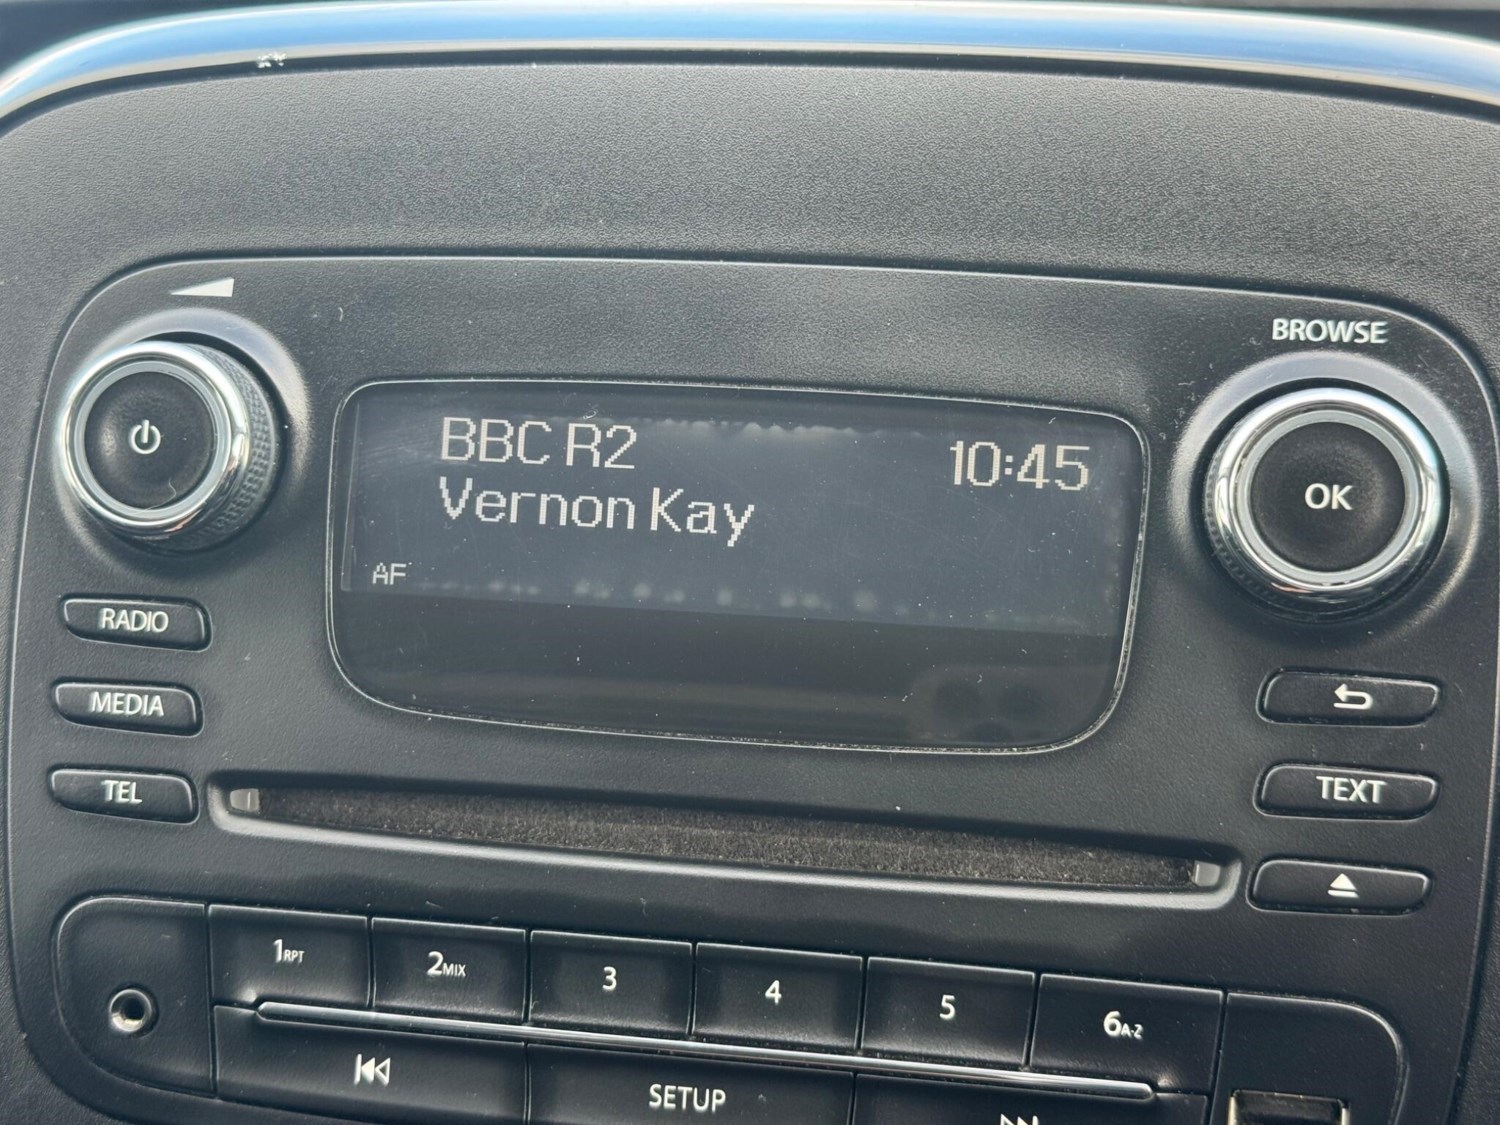 BROWSE
BBC R2
10:45
Vernon Kay
AF
OK
RADIO
MEDIA
TEL
TEXT
1RPT
2MIX
3
4
5
6A-Z
SETUP